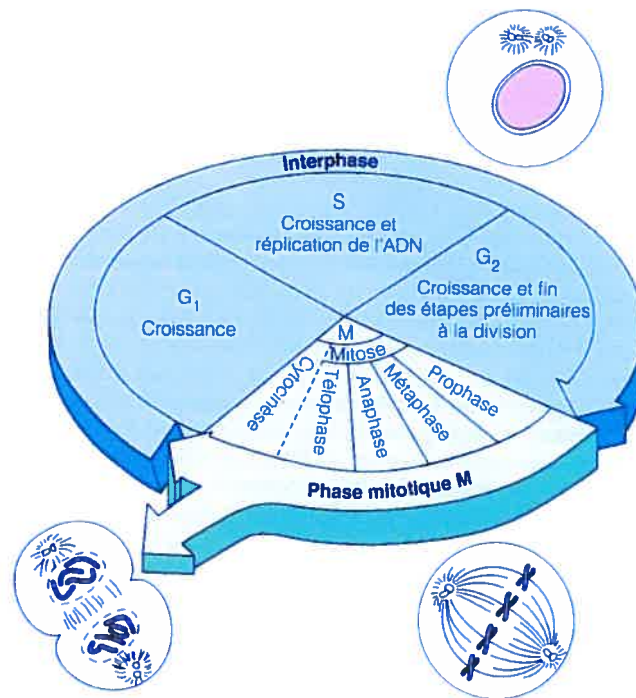 Interphase
S
Croissance et
réplication de l'ADN
G₁
Croissance
G₂
Croissance et fin
des étapes préliminaires
à la division
M
Mitose
Cytocinèse
Télophase
Anaphase
Métaphase
Prophase
Phase mitotique M